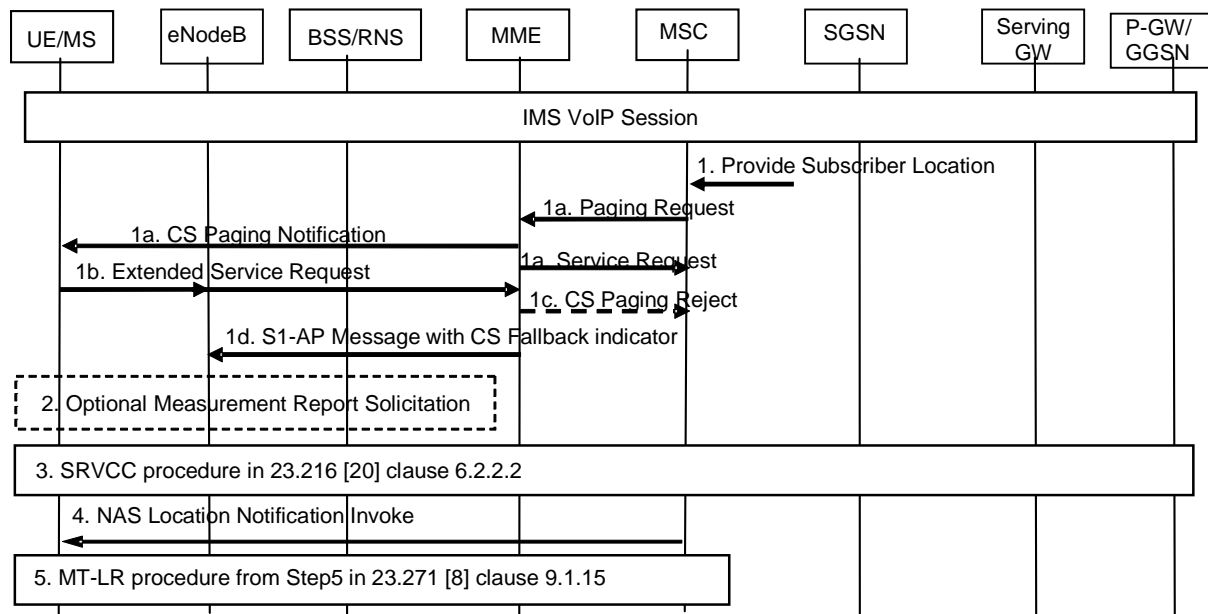 UE/MS
eNodeB
BSS/RNS
MME
MSC
SGSN
Serving
GW
P-GW/
GGSN
IMS VoIP Session
1. Provide Subscriber Location
1a. Paging Request
1a. CS Paging Notification
1a. Service Request
1b. Extended Service Request
1c. CS Paging Reject
1d. S1-AP Message with CS Fallback indicator
2. Optional Measurement Report Solicitation
3. SRVCC procedure in 23.216 [20] clause 6.2.2.2
4. NAS Location Notification Invoke
5. MT-LR procedure from Step5 in 23.271 [8] clause 9.1.15